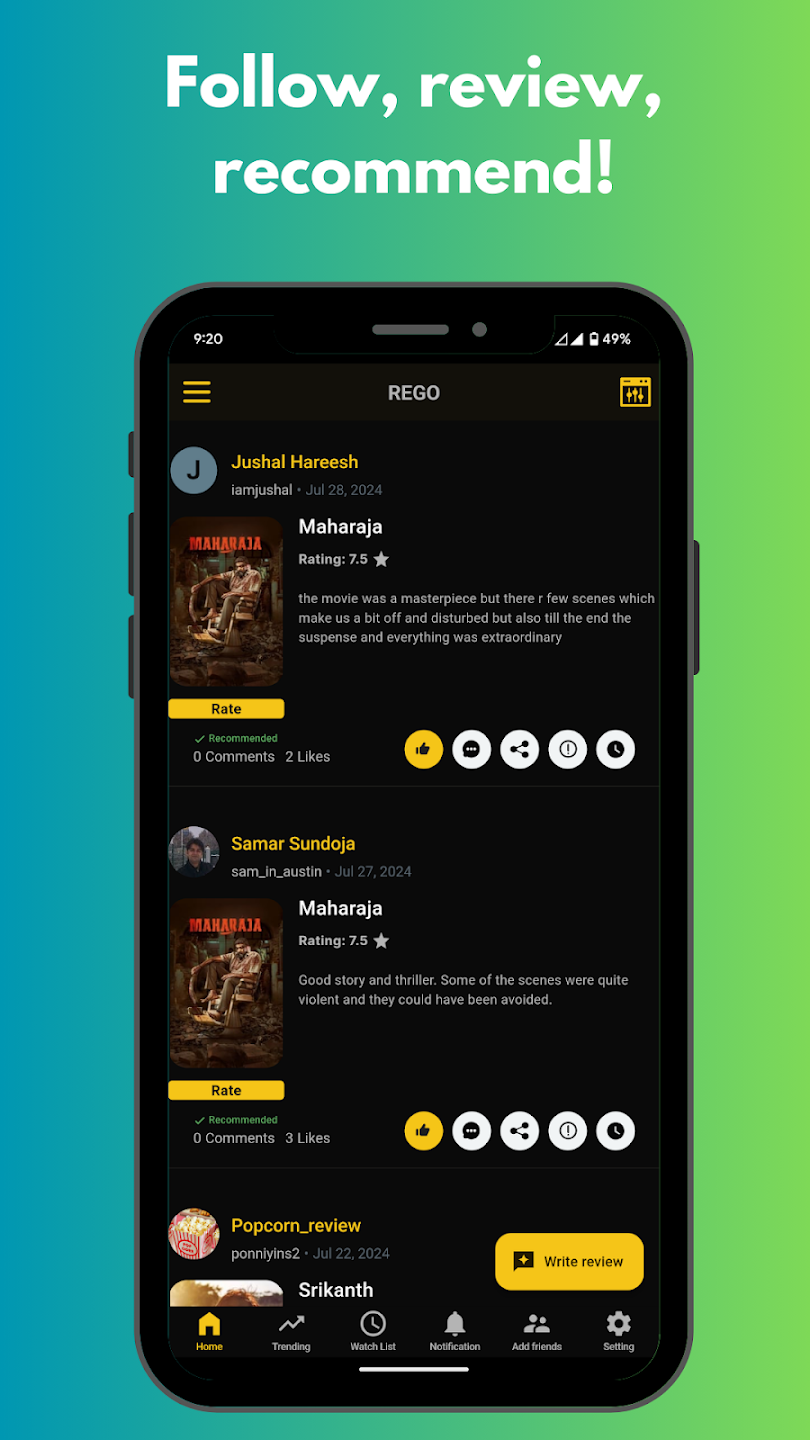 Follow, review,
recommend!
9:20
49%
REGO
J
Jushal Hareesh
iamjushal • Jul 28, 2024
MAHARAJA
Maharaja
Rating: 7.5
the movie was a masterpiece but there r few scenes which
make us a bit off and disturbed but also till the end the
suspense and everything was extraordinary
Rate
Recommended
0 Comments 2 Likes
Samar Sundoja
sam_in_austin • Jul 27, 2024
MAHARAJA
Maharaja
Rating: 7.5
Good story and thriller. Some of the scenes were quite
violent and they could have been avoided.
Rate
Recommended
0 Comments 3 Likes
Popcorn_review
ponniyins2 • Jul 22, 2024
Write review
Srikanth
Home Trending Watch List Notification Add friends Setting